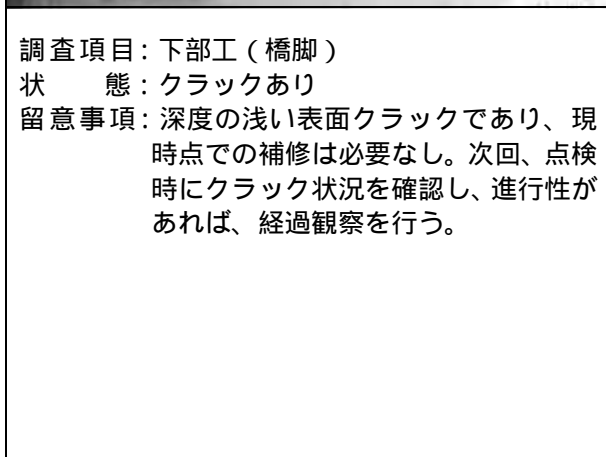 調査項目：下部工（橋脚）
状　　態：クラックあり
留意事項：深度の浅い表面クラックであり、現
時点での補修は必要なし。次回、点検
時にクラック状況を確認し、進行性が
あれば、経過観察を行う。